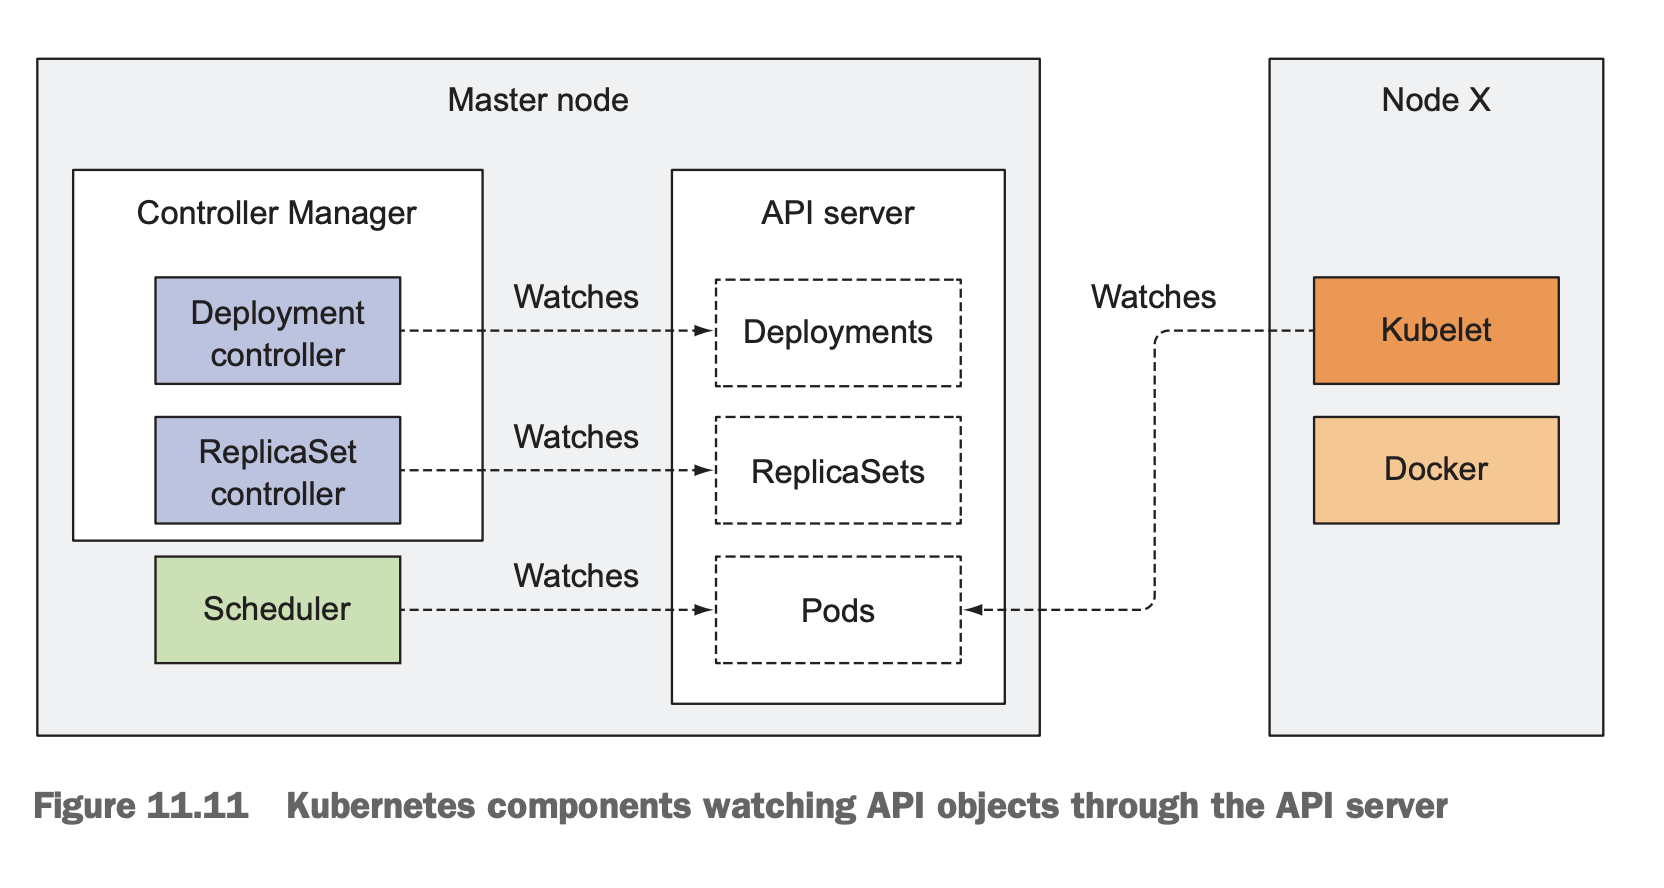 Master node
Node X
Controller Manager
API server
Deployment
controller
Watches
Deployments
Watches
Kubelet
ReplicaSet
controller
Watches
ReplicaSets
Docker
Scheduler
Watches
Pods
Figure 11.11 Kubernetes components watching API objects through the API server